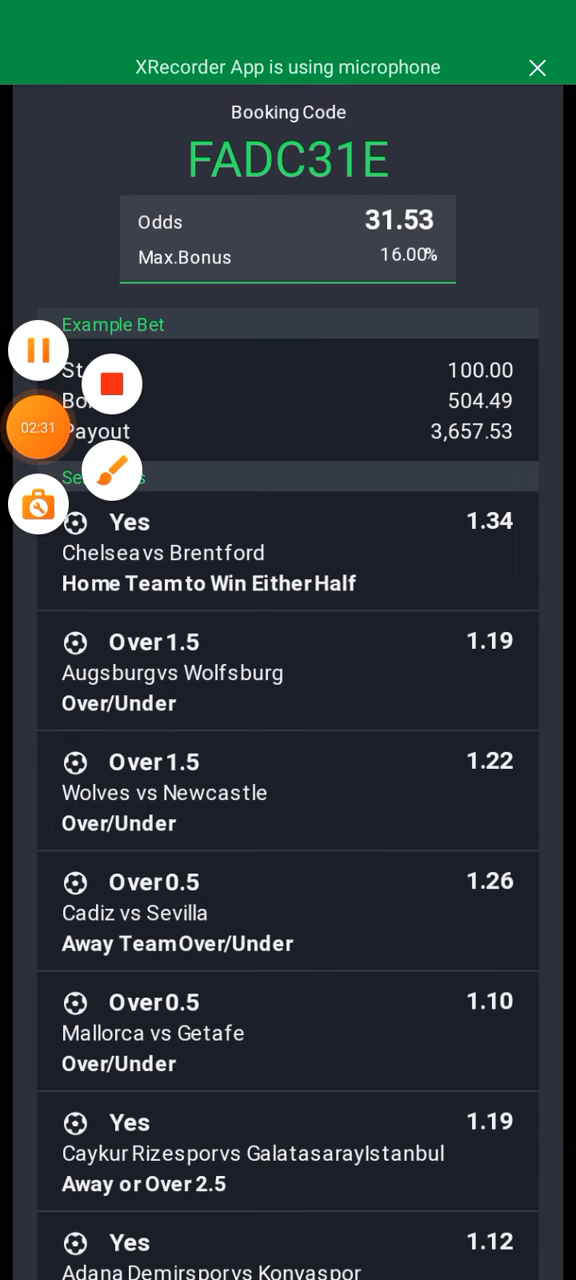 XRecorder App is using microphone
Booking Code
FADC31E
Odds 31.53
Max.Bonus 16.00%
Example Bet
100.00
504.49
Payout 3,657.53
Yes 1.34
Chelsea vs Brentford
Home Team to Win Either Half
Over 1.5 1.19
Augsburg vs Wolfsburg
Over/Under
Over 1.5 1.22
Wolves vs Newcastle
Over/Under
Over 0.5 1.26
Cadiz vs Sevilla
Away Team Over/Under
Over 0.5 1.10
Mallorca vs Getafe
Over/Under
Yes 1.19
Caykur Rizespor vs Galatasaray Istanbul
Away or Over 2.5
Yes 1.12
Adana Demirspor vs Konyaspor
02:31